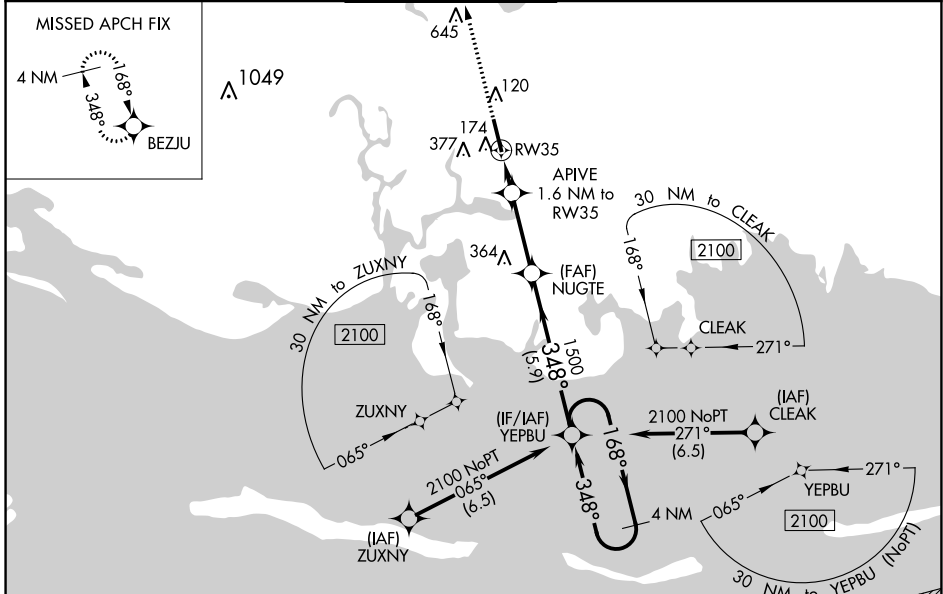 MISSED APCH FIX
4 NM
168°
348°
BEZJU
1049
645
120
174
377
RW35
APIVE
1.6 NM to
RW35
364
(FAF)
NUGTE
30 NM to CLEAK
168°
2100
CLEAK
271°
30 NM to ZUXNY
168°
2100
ZUXNY
065°
1500
348°
(5.9)
(IF/IAF)
YEPBU
2100 NoPT
271°
(6.5)
(IAF)
CLEAK
2100 NoPT
065°
(6.5)
(IAF)
ZUXNY
168°
348°
4 NM
271°
YEPBU
065°
2100
30 NM to YEPBU (NoPT)